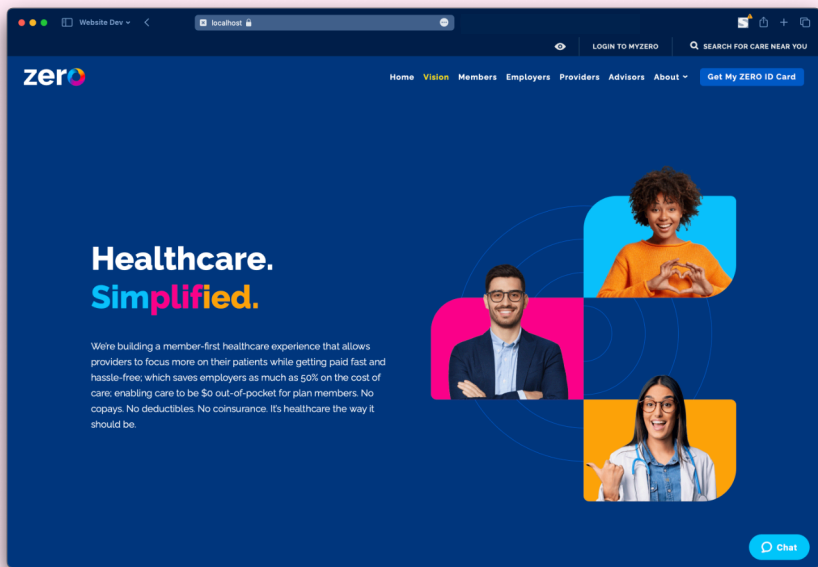 Website Dev
localhost
LOGIN TO MYZERO
SEARCH FOR CARE NEAR YOU
zero
Home Vision Members Employers Providers Advisors About
Get My ZERO ID Card
Healthcare.
Simplified.
We're building a member-first healthcare experience that allows
providers to focus more on their patients while getting paid fast and
hassle-free; which saves employers as much as 50% on the cost of
care; enabling care to be $0 out-of-pocket for plan members. No
copays. No deductibles. No coinsurance. It's healthcare the way it
should be.
Chat